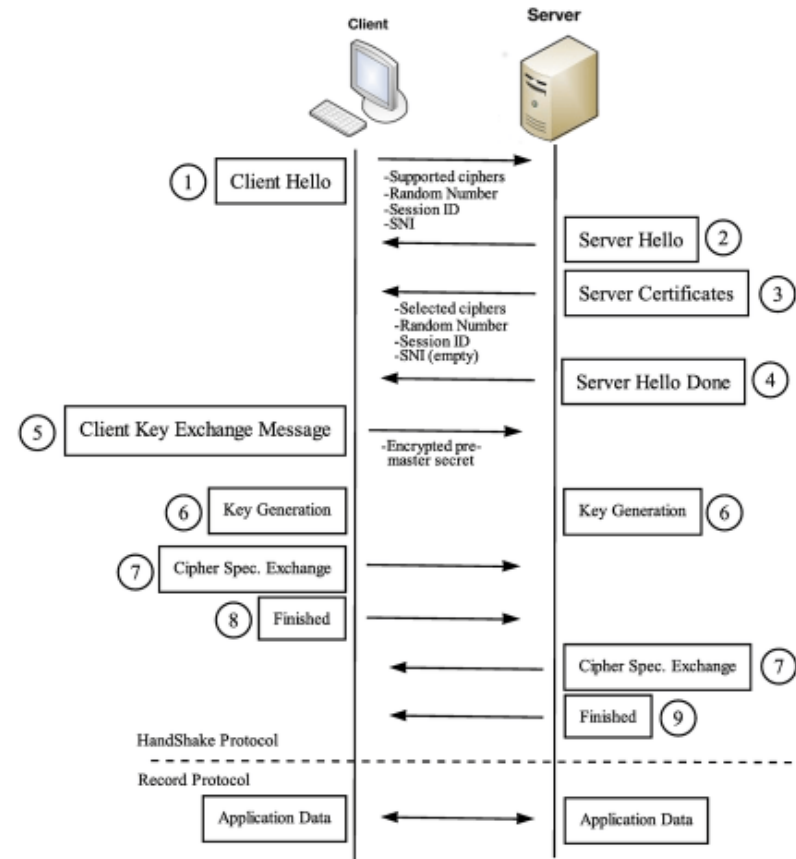 Client
Server
1
Client Hello
-Supported ciphers
-Random Number
-Session ID
-SNI
Server Hello
2
Server Certificates
3
-Selected ciphers
-Random Number
-Session ID
-SNI (empty)
Server Hello Done
4
5
Client Key Exchange Message
-Encrypted pre-
master secret
6
Key Generation
Key Generation
6
7
Cipher Spec. Exchange
8
Finished
Cipher Spec. Exchange
7
Finished
9
HandShake Protocol
Record Protocol
Application Data
Application Data